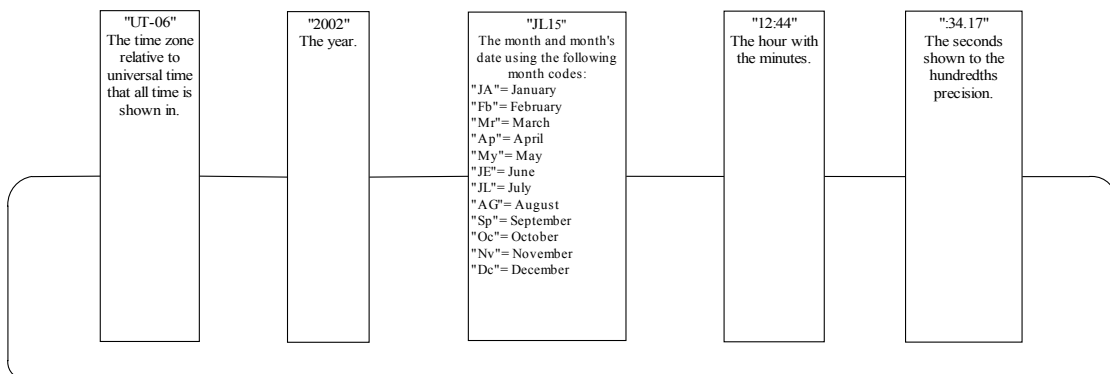 "UT-06"
The time zone
relative to
universal time
that all time is
shown in.
"2002"
The year.
"JL15"
The month and month's
date using the following
month codes:
"JA"= January
"Fb"= February
"Mr"= March
"Ap"= April
"My"= May
"JE"= June
"JL"= July
"AG"= August
"Sp"= September
"Oc"= October
"Nv"= November
"Dc"= December
"12:44"
The hour with
the minutes.
":34.17"
The seconds
shown to the
hundredths
precision.